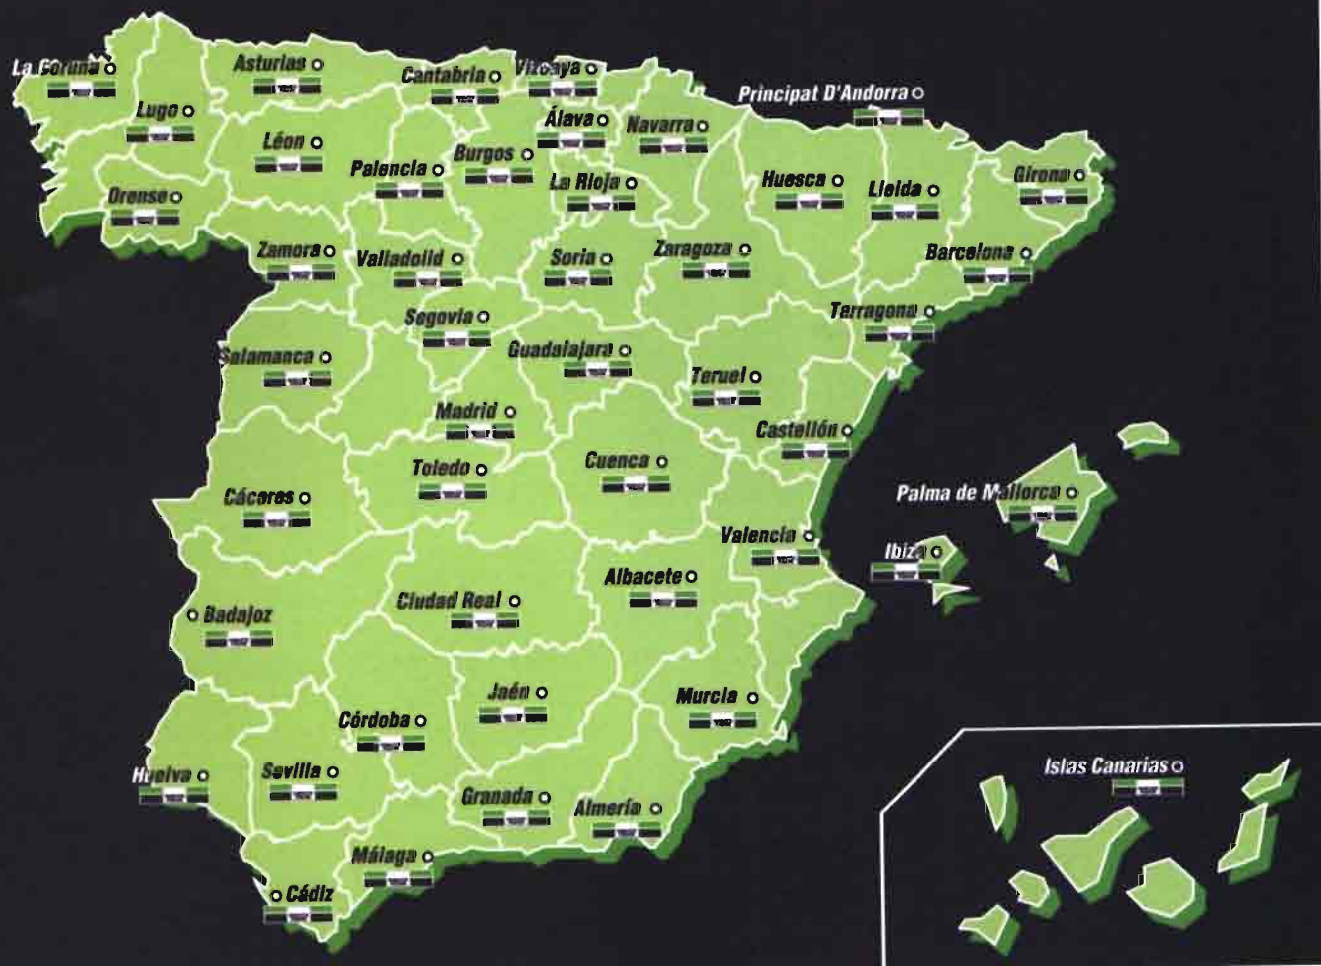 La Coruña
Asturias
Cantabria
Vizcaya
Principat D'Andorra
Lugo
Álava
Navarra
Léon
Burgos
Palencia
La Rioja
Huesca
Lleida
Girona
Orense
Zamora
Valladolid
Soria
Zaragoza
Barcelona
Segovia
Terragona
Salamanca
Guadalajara
Teruel
Madrid
Castellón
Toledo
Cuenca
Cáceres
Palma de Mallorca
Valencia
Ibiza
Albacete
Ciudad Real
Badajoz
Jaén
Murcia
Córdoba
Huelva
Sevilla
Islas Canarias
Granada
Almería
Málaga
Cádiz